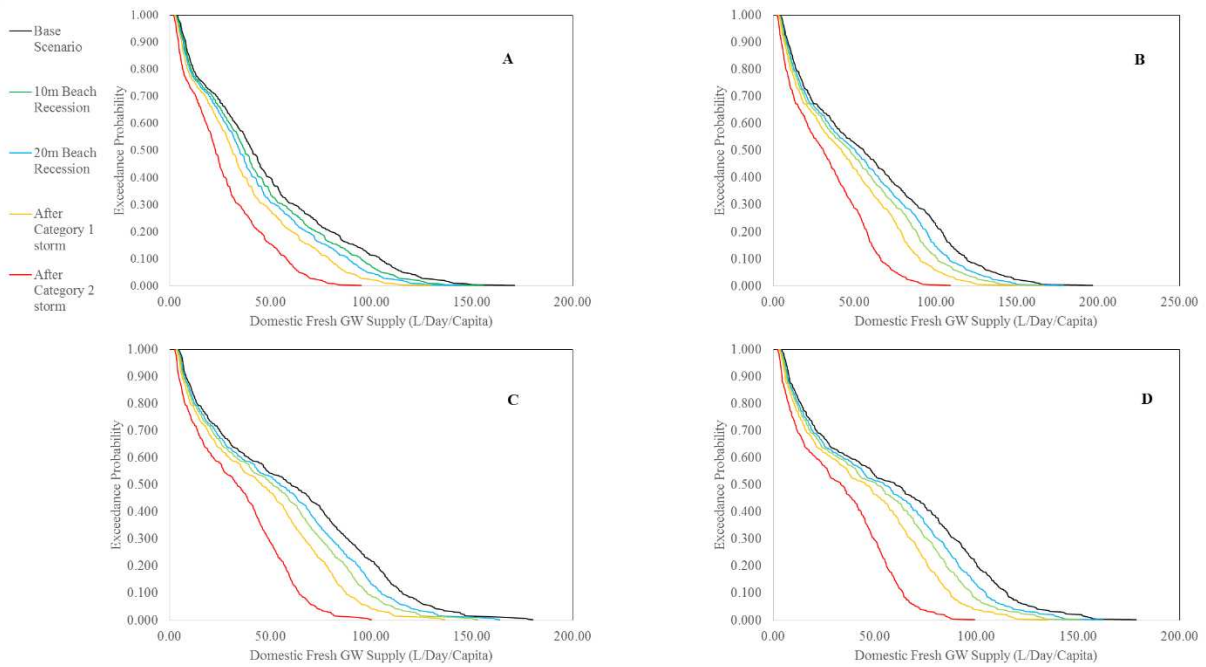 Base
Scenario
10m Beach
Recession
20m Beach
Recession
After
Category 1
storm
After
Category 2
storm
A
Exceedance Probability
1.000
0.900
0.800
0.700
0.600
0.500
0.400
0.300
0.200
0.100
0.000
0.00 50.00 100.00 150.00 200.00
Domestic Fresh GW Supply (L/Day/Capita)
B
Exceedance Probability
1.000
0.900
0.800
0.700
0.600
0.500
0.400
0.300
0.200
0.100
0.000
0.00 50.00 100.00 150.00 200.00 250.00
Domestic Fresh GW Supply (L/Day/Capita)
C
Exceedance Probability
1.000
0.900
0.800
0.700
0.600
0.500
0.400
0.300
0.200
0.100
0.000
0.00 50.00 100.00 150.00 200.00
Domestic Fresh GW Supply (L/Day/Capita)
D
Exceedance Probability
1.000
0.900
0.800
0.700
0.600
0.500
0.400
0.300
0.200
0.100
0.000
0.00 50.00 100.00 150.00 200.00
Domestic Fresh GW Supply (L/Day/Capita)